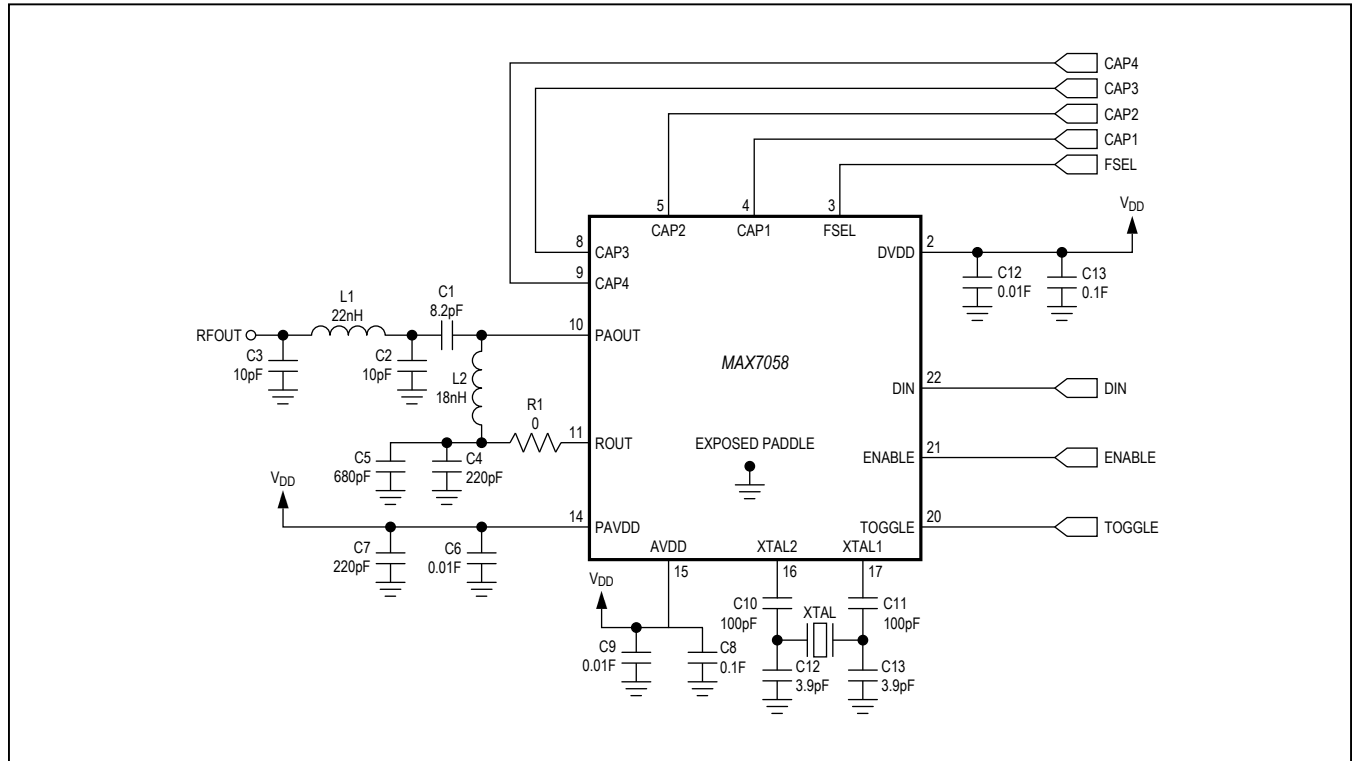 CAP4
CAP3
CAP2
CAP1
FSEL
5
4
3
CAP2
CAP1
FSEL
VDD
8
CAP3
DVDD
2
9
CAP4
C12
0.01F
C13
0.1F
L1
22nH
C1
8.2pF
RFOUT
10
PAOUT
C3
10pF
C2
10pF
MAX7058
L2
18nH
DIN
22
DIN
R1
0
11
ROUT
EXPOSED PADDLE
C5
680pF
C4
220pF
ENABLE
21
ENABLE
VDD
14
PAVDD
TOGGLE
20
TOGGLE
C7
220pF
C6
0.01F
AVDD
XTAL2
XTAL1
15
16
17
VDD
C10
100pF
XTAL
C11
100pF
C9
0.01F
C8
0.1F
C12
3.9pF
C13
3.9pF